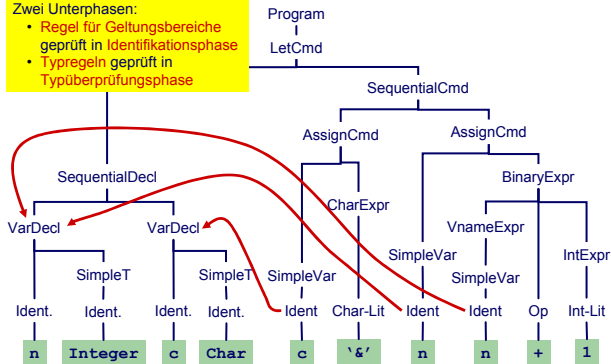 Zwei Unterphasen:
• Regel für Geltungsbereiche
geprüft in Identifikationsphase
• Typregeln geprüft in
Typüberprüfungsphase
Program
LetCmd
SequentialCmd
AssignCmd AssignCmd
SequentialDecl BinaryExpr
CharExpr
VarDecl VarDecl VnameExpr
SimpleVar IntExpr
SimpleT SimpleT SimpleVar SimpleVar
Ident. Ident. Ident. Ident. Ident Char-Lit Ident Ident Op Int-Lit
n Integer c Char c ‘&’ n n + 1